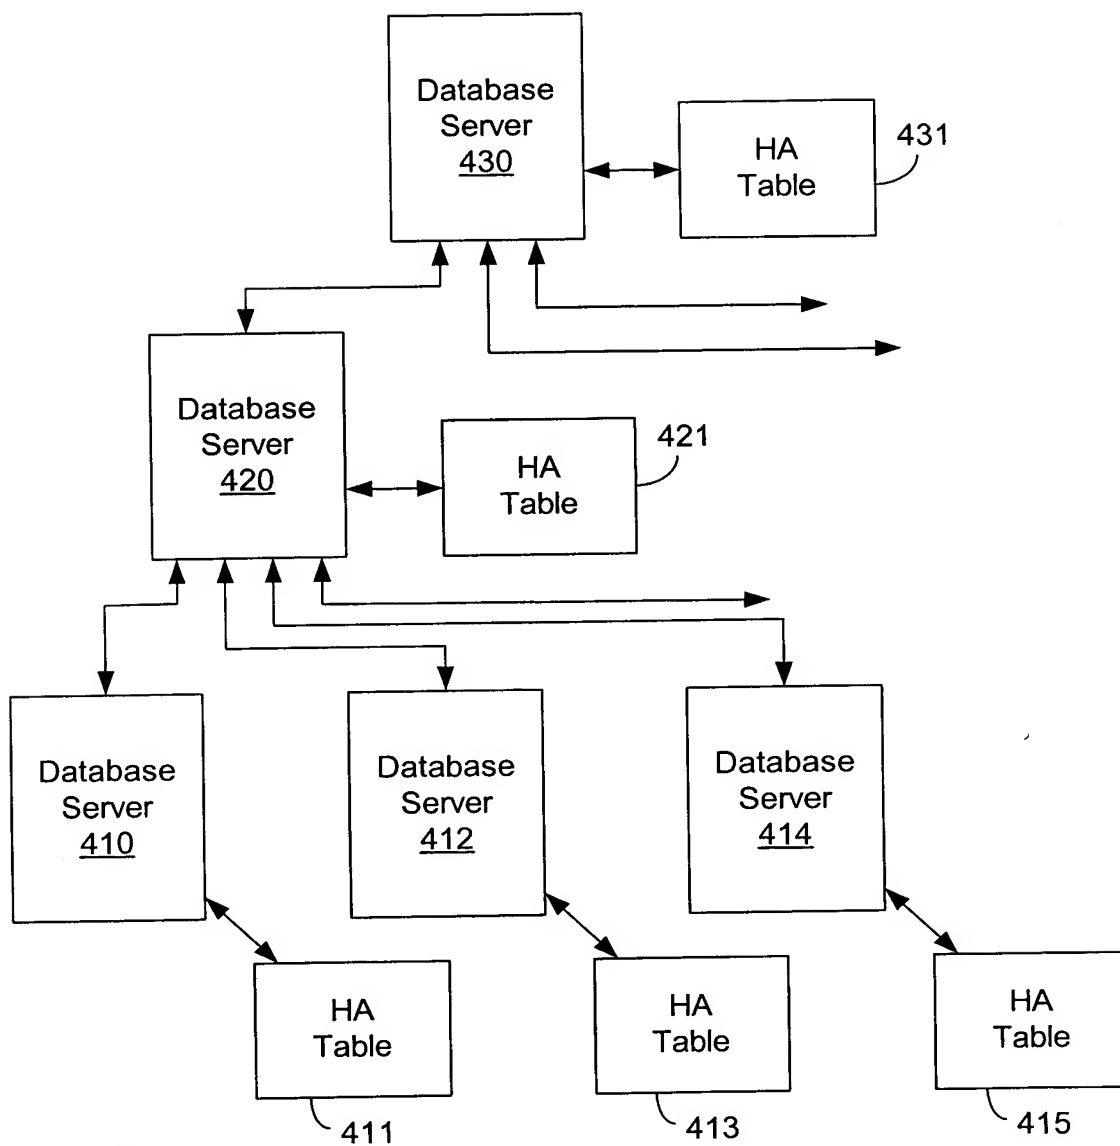 Database
Server
430
HA
Table
431
Database
Server
420
HA
Table
421
Database
Server
410
Database
Server
412
Database
Server
414
HA
Table
411
HA
Table
413
HA
Table
415